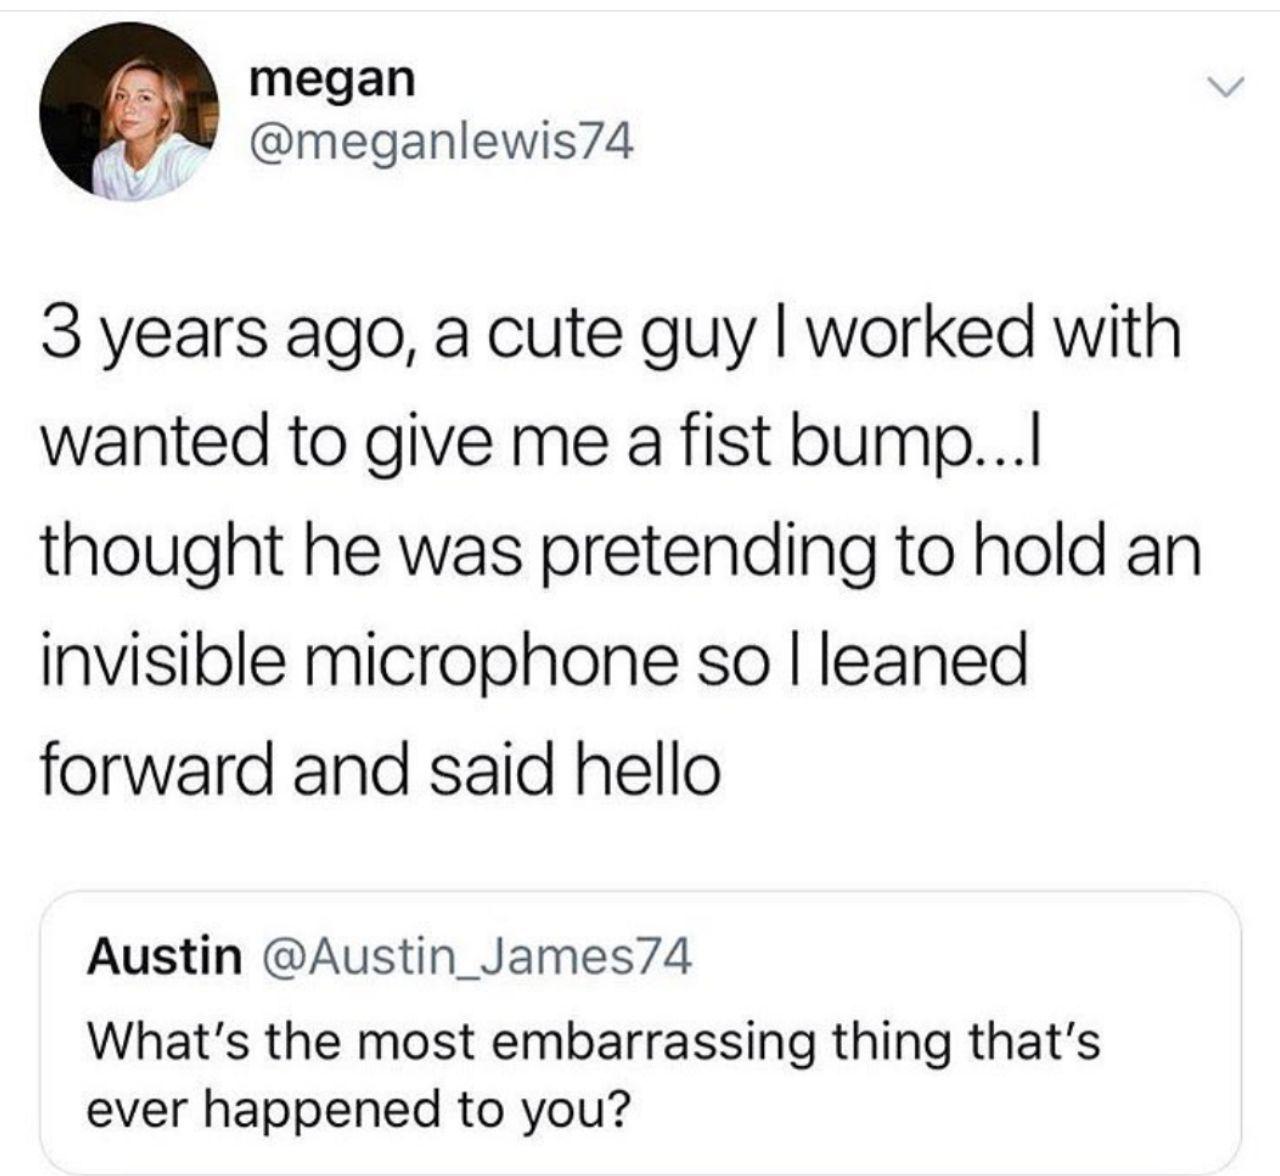 megan
@meganlewis74
3 years ago, a cute guy I worked with
wanted to give me a fist bump...I
thought he was pretending to hold an
invisible microphone so I leaned
forward and said hello
Austin @Austin_James74
What's the most embarrassing thing that's
ever happened to you?